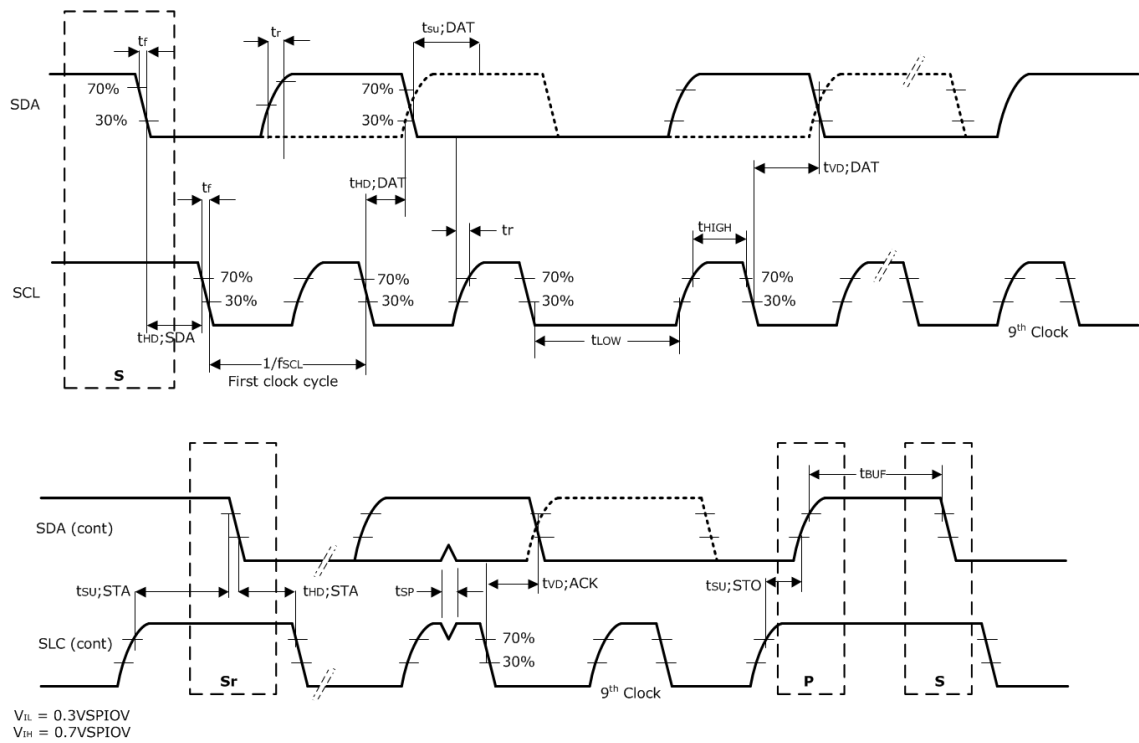 tf
tr
tsu;DAT
SDA
70%
30%
70%
30%
tf
tHD;DAT
tVD;DAT
tr
tHIGH
SCL
70%
30%
70%
30%
70%
30%
70%
30%
tHD;SDA
tLOW
9th Clock
1/fSCL
First clock cycle
S
tBUF
SDA (cont)
tSU;STA
tHD;STA
tSP
tVD;ACK
tSU;STO
SLC (cont)
70%
30%
Sr
9th Clock
P
S
VIL = 0.3VSPIOV
VIH = 0.7VSPIOV